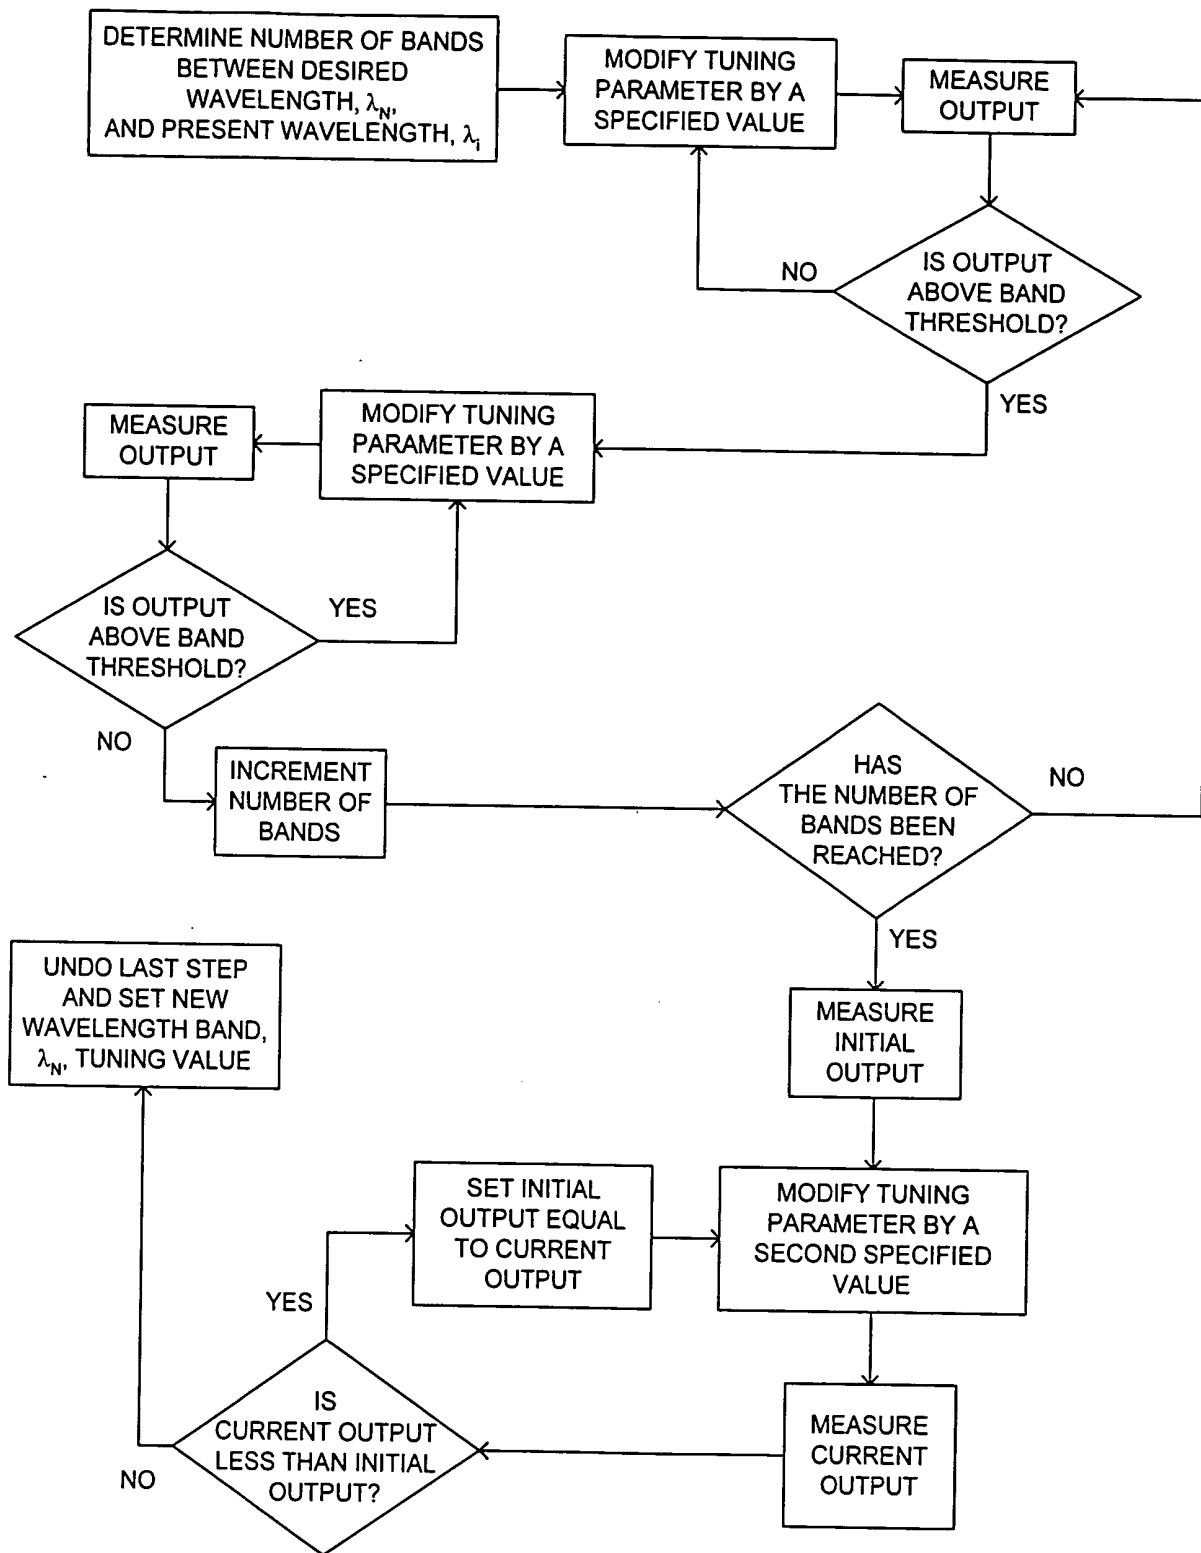 DETERMINE NUMBER OF BANDS
BETWEEN DESIRED
WAVELENGTH, λN,
AND PRESENT WAVELENGTH, λi
MODIFY TUNING
PARAMETER BY A
SPECIFIED VALUE
MEASURE
OUTPUT
IS OUTPUT
ABOVE BAND
THRESHOLD?
NO
YES
MODIFY TUNING
PARAMETER BY A
SPECIFIED VALUE
MEASURE
OUTPUT
IS OUTPUT
ABOVE BAND
THRESHOLD?
YES
NO
INCREMENT
NUMBER OF
BANDS
HAS
THE NUMBER OF
BANDS BEEN
REACHED?
NO
YES
MEASURE
INITIAL
OUTPUT
MODIFY TUNING
PARAMETER BY A
SECOND SPECIFIED
VALUE
MEASURE
CURRENT
OUTPUT
IS
CURRENT OUTPUT
LESS THAN INITIAL
OUTPUT?
YES
SET INITIAL
OUTPUT EQUAL
TO CURRENT
OUTPUT
NO
UNDO LAST STEP
AND SET NEW
WAVELENGTH BAND,
λN, TUNING VALUE